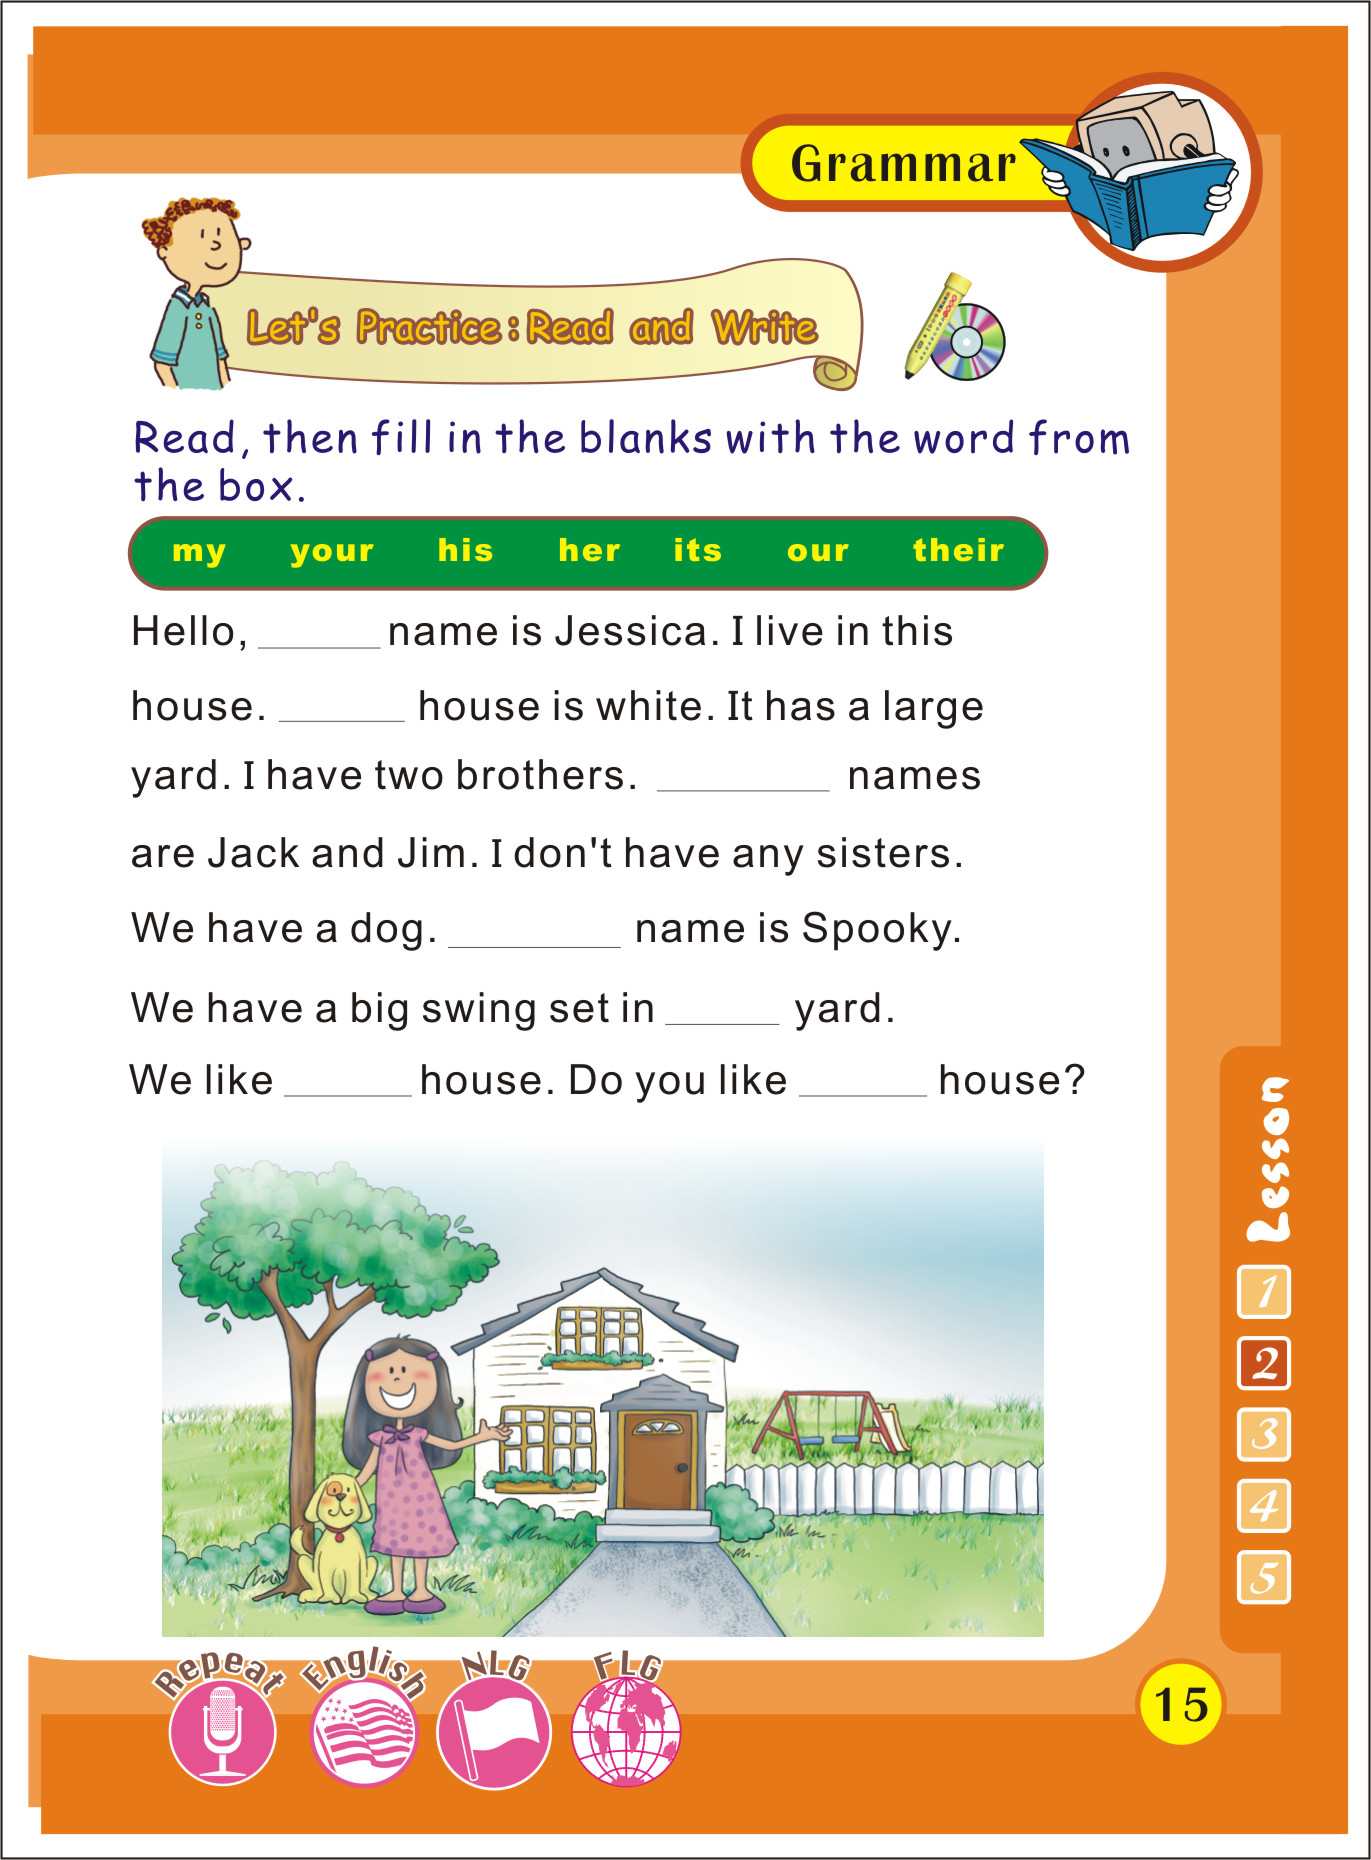 Grammar
Let's Practice : Read and Write
Read, then fill in the blanks with the word from
the box.
my your his her its our their
Hello, ______ name is Jessica. I live in this
house. ______ house is white. It has a large
yard. I have two brothers. ________ names
are Jack and Jim. I don't have any sisters.
We have a dog. ________ name is Spooky.
We have a big swing set in ______ yard.
We like ______ house. Do you like ______ house?
Lesson
1
2
3
4
5
Repeat English NLG FLG
15